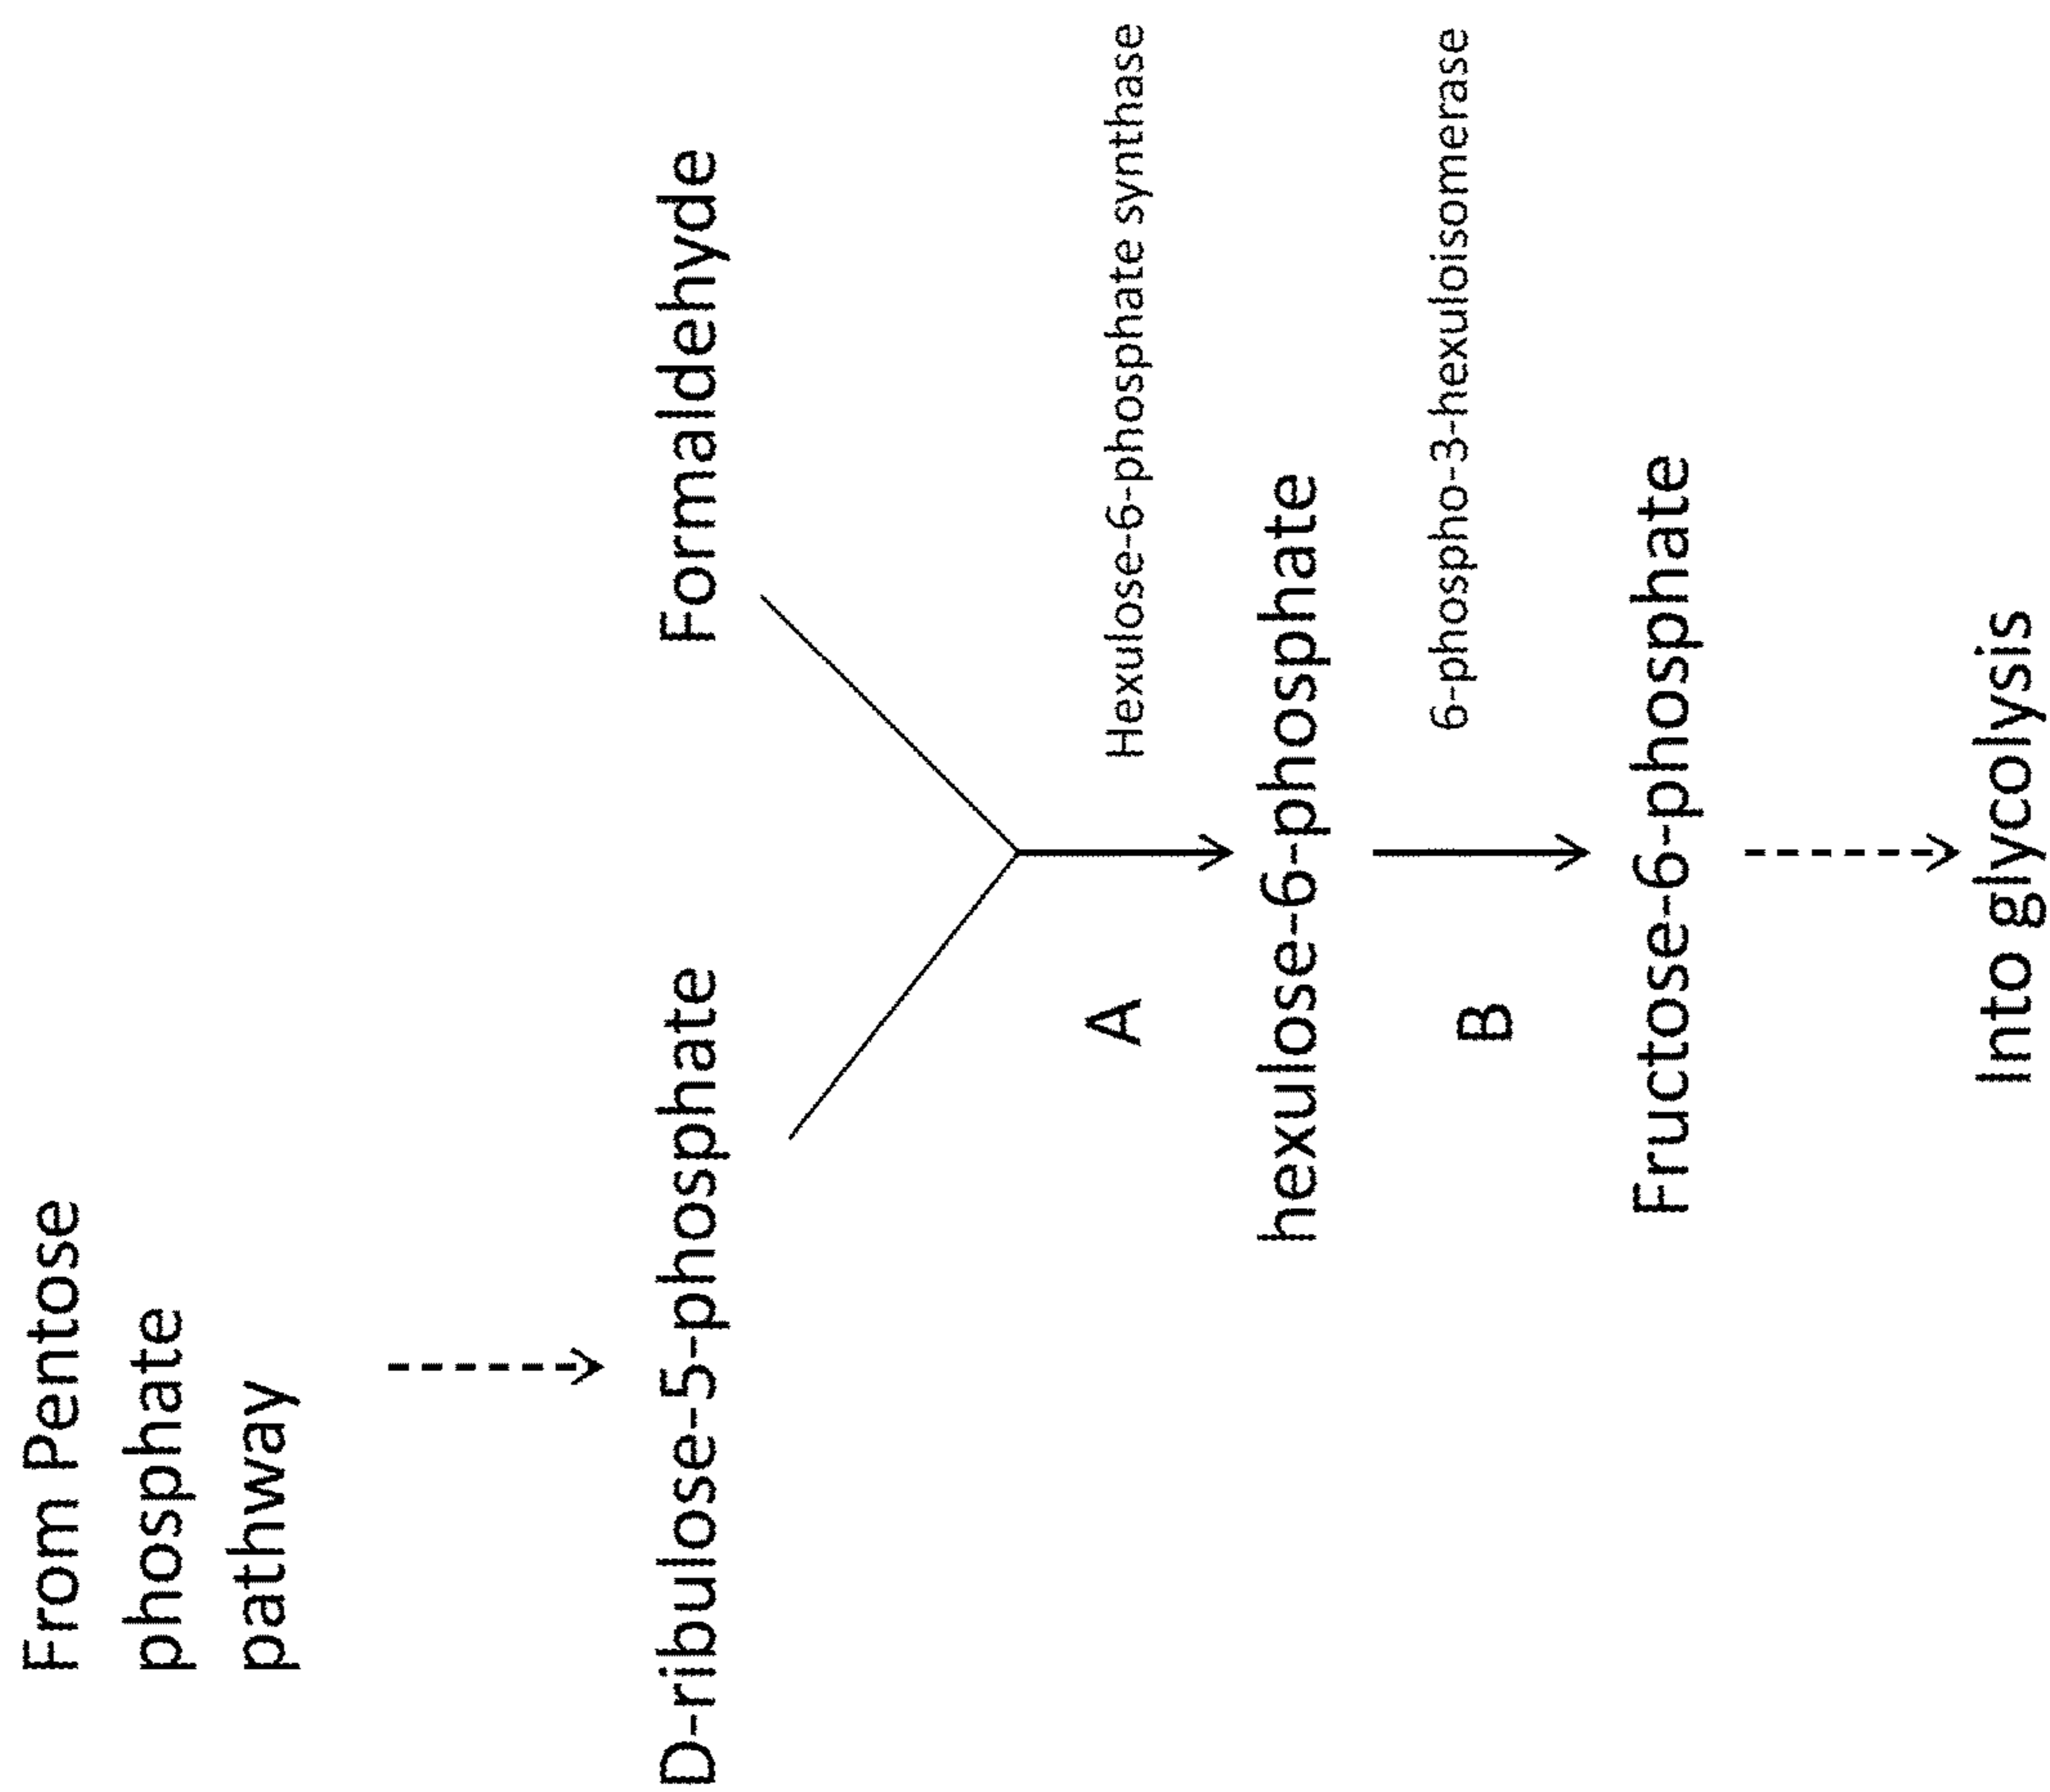 From Pentose
phosphate
pathway
D-ribulose-5-phosphate
Formaldehyde
A
Hexulose-6-phosphate synthase
hexulose-6-phosphate
B
6-phospho-3-hexuloisomerase
Fructose-6-phosphate
Into glycolysis